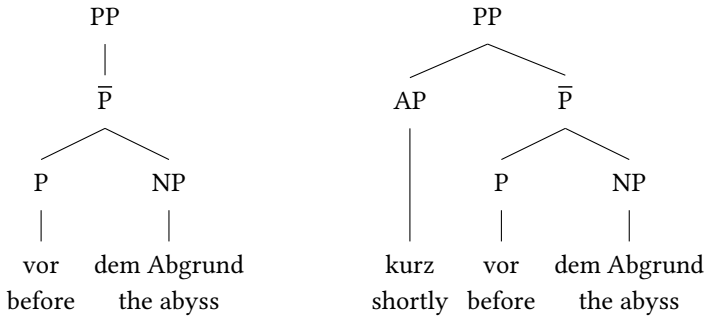 PP PP
P̅ AP P̅
P NP P NP
vor dem Abgrund kurz vor dem Abgrund
before the abyss shortly before the abyss